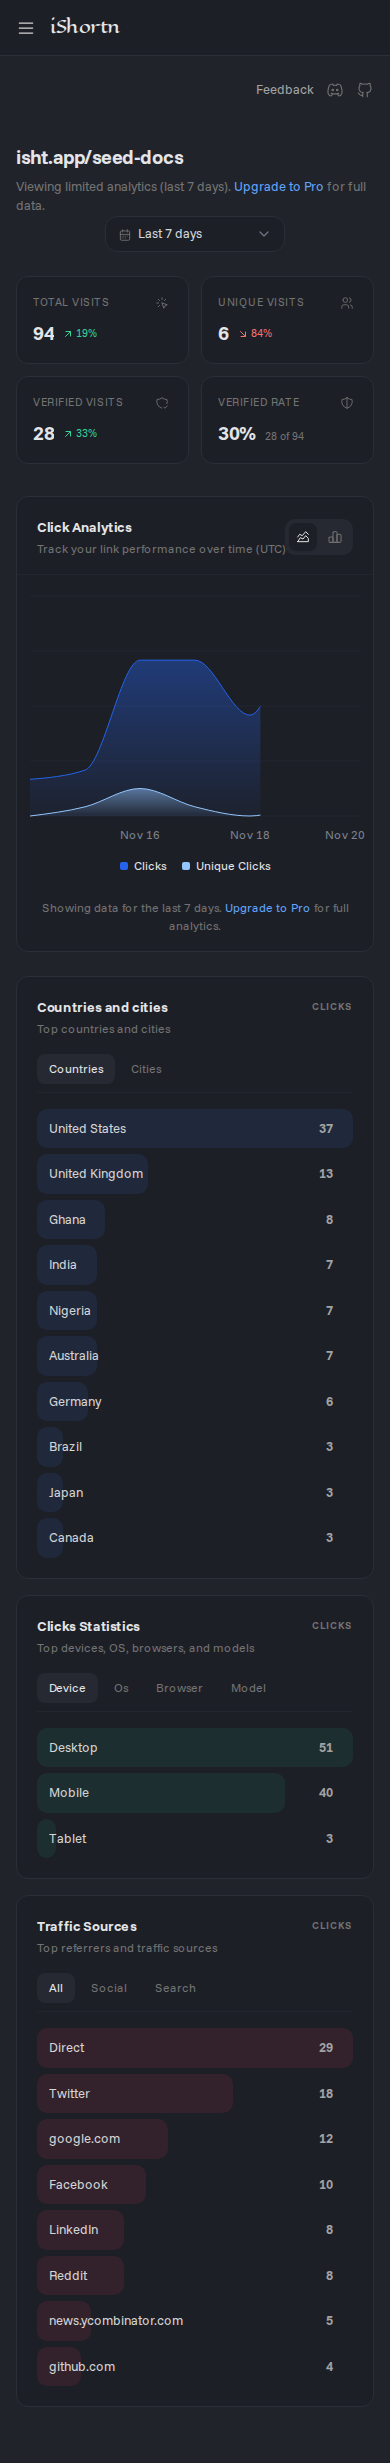 iShortn
Feedback
isht.app/seed-docs
Viewing limited analytics (last 7 days). Upgrade to Pro for full
data.
Last 7 days
TOTAL VISITS
94 19%
UNIQUE VISITS
6 84%
VERIFIED VISITS
28 33%
VERIFIED RATE
30% 28 of 94
Click Analytics
Track your link performance over time (UTC)
Nov 16 Nov 18 Nov 20
Clicks Unique Clicks
Showing data for the last 7 days. Upgrade to Pro for full
analytics.
Countries and cities CLICKS
Top countries and cities
Countries Cities
United States 37
United Kingdom 13
Ghana 8
India 7
Nigeria 7
Australia 7
Germany 6
Brazil 3
Japan 3
Canada 3
Clicks Statistics CLICKS
Top devices, OS, browsers, and models
Device Os Browser Model
Desktop 51
Mobile 40
Tablet 3
Traffic Sources CLICKS
Top referrers and traffic sources
All Social Search
Direct 29
Twitter 18
google.com 12
Facebook 10
LinkedIn 8
Reddit 8
news.ycombinator.com 5
github.com 4